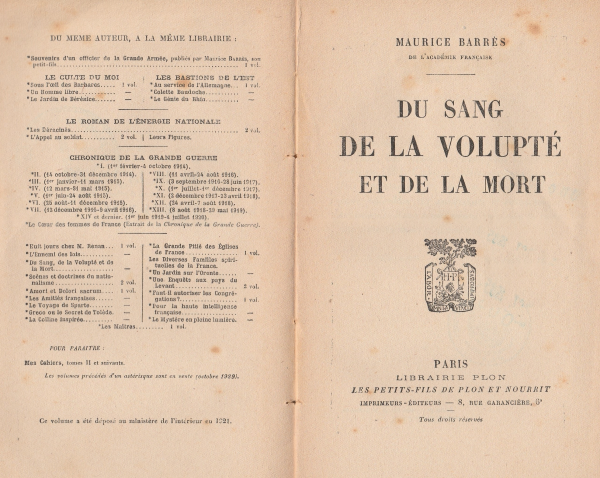 DU MEME AUTEUR, A LA MÊME LIBRAIRIE :
*Souvenirs d'un officier de la Grande Armée, publiés par Maurice Barrès, son
petit-fils 1 vol.
LE CULTE DU MOI
*Sous l'œil des Barbares 1 vol.
*Un Homme libre —
*Le Jardin de Bérénice —
LES BASTIONS DE L'EST
*Au service de l'Allemagne 1 vol.
*Colette Baudoche —
*Le Génie du Rhin —
LE ROMAN DE L'ÉNERGIE NATIONALE
*Les Déracinés 2 vol.
*L'Appel au soldat 2 vol. | Leurs Figures.
CHRONIQUE DE LA GRANDE GUERRE
*I. (1er février-4 octobre 1914).
*II. (14 octobre-31 décembre 1914).
*III. (1er janvier-11 mars 1915).
*IV. (12 mars-31 mai 1915).
*V. (1er juin-24 août 1915).
*VI. (25 août-11 décembre 1915)
*VII. (12 décembre 1915-9 avril 1916).
*VIII. (11 avril-24 août 1916).
*IX. (3 septembre 1916-28 juin 1917).
*X. (1er 1917).
*XI. (3 décembre 1917-23 avril 1918).
*XII. (24 avril-7 août 1918).
*XIII. (8 août 1918-19 mai 1919).
*XIV et dernier. (1er juin 1919-4 juillet 1920).
*Le Cœur des femmes de France (Extrait de la Chronique de la Grande Guerre).
*Huit jours chez M. Renan 1 vol.
*L'Ennemi des lois —
*Du Sang, de la Volupté et de
la Mort —
*Scènes et doctrines du natio-
nalisme 2 vol.
*Amori et Dolori sacrum 1 vol.
*Les Amitiés françaises —
*Le Voyage de Sparte —
*Greco ou le Secret de Tolède —
*La Colline inspirée —
*La Grande Pitié des Églises
de France 1 vol.
Les Diverses Familles spiri-
tuelles de la France.
*Un Jardin sur l'Oronte —
*Une Enquête aux pays du
Levant 2 vol.
*Faut-il autoriser les Congré-
gations ? 1 vol.
*Pour la haute intelligence
française —
*Le Mystère en pleine lumière. —
*Les Maîtres 1 vol.
POUR PARAITRE :
Mes Cahiers, tomes II et suivants.
Les volumes précédés d'un astérisque sont en vente (octobre 1929).
Ce volume a été déposé au ministère de l'intérieur en 1921.
MAURICE BARRÈS
DE L'ACADÉMIE FRANÇAISE
DU SANG
DE LA VOLUPTÉ
ET DE LA MORT
PARIS
LIBRAIRIE PLON
LES PETITS-FILS DE PLON ET NOURRIT
IMPRIMEURS-ÉDITEURS — 8, RUE GARANCIÈRE, 6e
Tous droits réservés